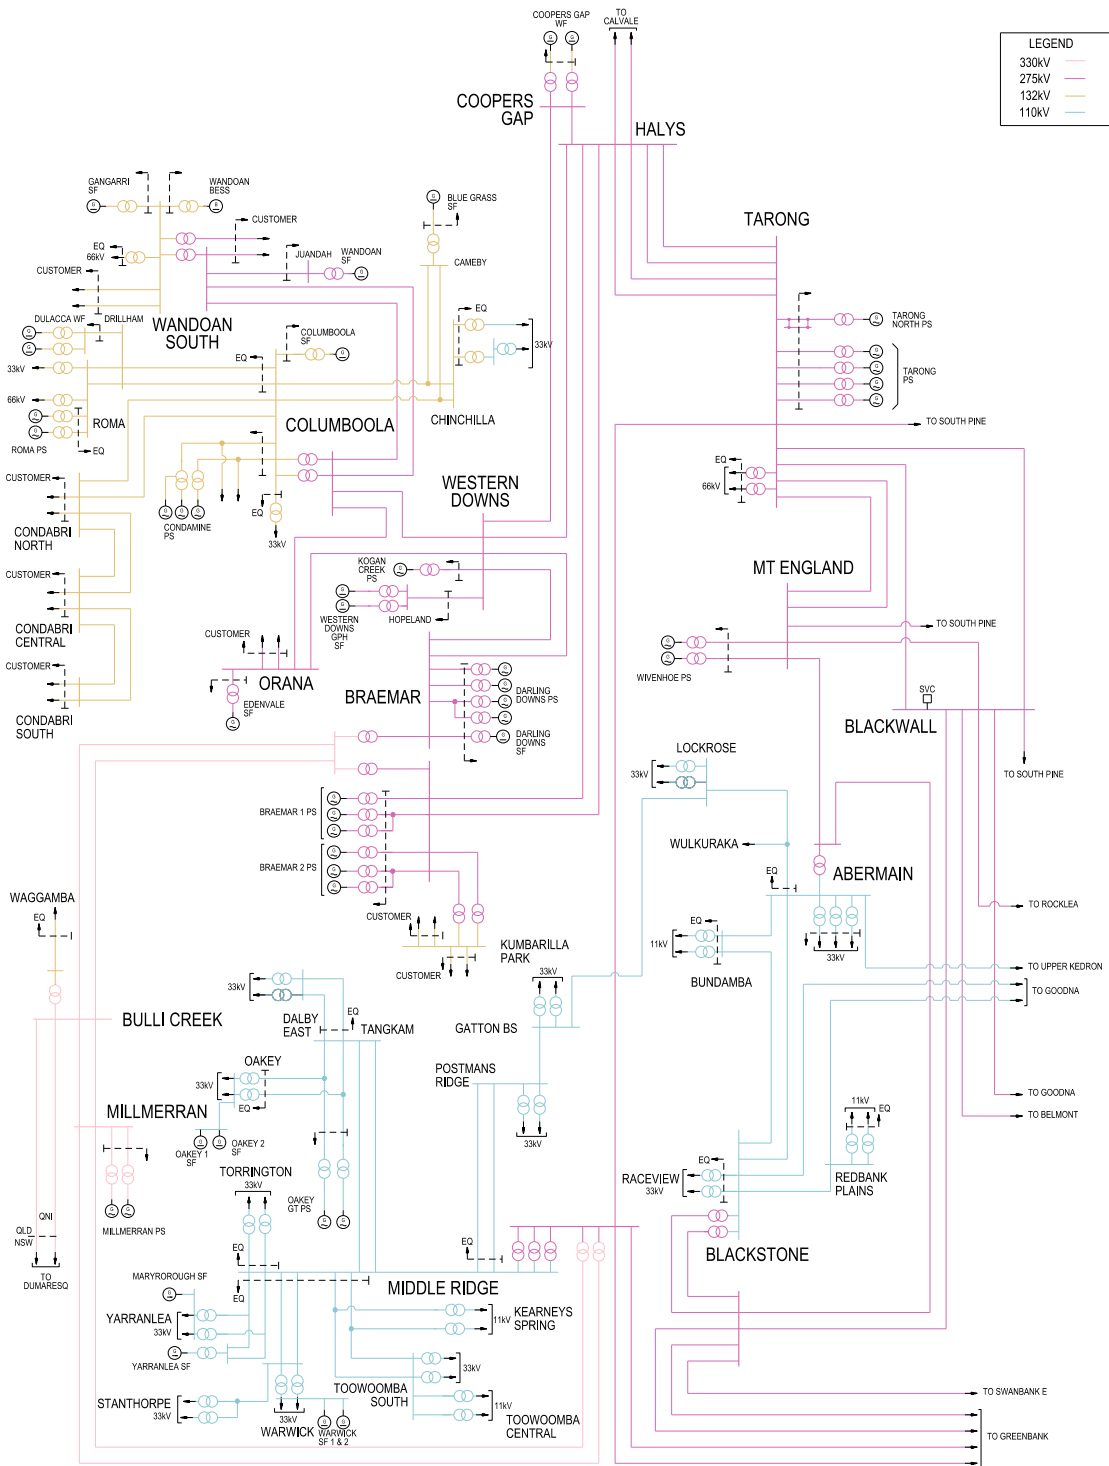 COOPERS GAP
WF
TO
CALVALE
LEGEND
330kV
275kV
132kV
110kV
COOPERS
GAP
HALYS
GANGARRI
SF
WANDOAN
BESS
BLUE GRASS
SF
CUSTOMER
TARONG
EQ
66kV
JUANDAH
WANDOAN
SF
CAMEBY
CUSTOMER
DULACCA WF
DRILLHAM
WANDOAN
SOUTH
COLUMBOOLA
SF
EQ
33kV
TARONG
NORTH PS
33kV
EQ
TARONG
PS
66kV
ROMA
CHINCHILLA
COLUMBOOLA
TO SOUTH PINE
ROMA PS
EQ
EQ
CUSTOMER
WESTERN
DOWNS
EQ
66kV
CONDABRI
NORTH
CONDAMINE
PS
EQ
33kV
CUSTOMER
KOGAN
CREEK
PS
MT ENGLAND
CONDABRI
CENTRAL
WESTERN
DOWNS
GPH
SF
HOPELAND
TO SOUTH PINE
CUSTOMER
CUSTOMER
WIVENHOE PS
CONDABRI
SOUTH
ORANA
BRAEMAR
EDENVALE
SF
DARLING
DOWNS PS
SVC
BLACKWALL
DARLING
DOWNS
SF
LOCKROSE
33kV
TO SOUTH PINE
BRAEMAR 1 PS
WULKURAKA
BRAEMAR 2 PS
EQ
ABERMAIN
WAGGAMBA
EQ
CUSTOMER
TO ROCKLEA
EQ
11kV
KUMBARILLA
PARK
33kV
CUSTOMER
BUNDAMBA
TO UPPER KEDRON
33kV
33kV
TO GOODNA
BULLI CREEK
DALBY
EAST
EQ
TANGKAM
GATTON BS
OAKEY
POSTMANS
RIDGE
33kV
EQ
TO GOODNA
11kV
MILLMERRAN
EQ
TO BELMONT
OAKEY 1
SF
OAKEY 2
SF
33kV
TORRINGTON
33kV
EQ
RACEVIEW
33kV
REDBANK
PLAINS
OAKEY
GT PS
QNI
QLD
NSW
MILLMERRAN PS
EQ
EQ
BLACKSTONE
TO
DUMARESQ
MARYROROUGH SF
EQ
MIDDLE RIDGE
YARRANLEA
33kV
11kV
KEARNEYS
SPRING
YARRANLEA SF
33kV
STANTHORPE
33kV
TOOWOOMBA
SOUTH
11kV
TO SWANBANK E
33kV
WARWICK
WARWICK
SF 1 & 2
TOOWOOMBA
CENTRAL
TO GREENBANK